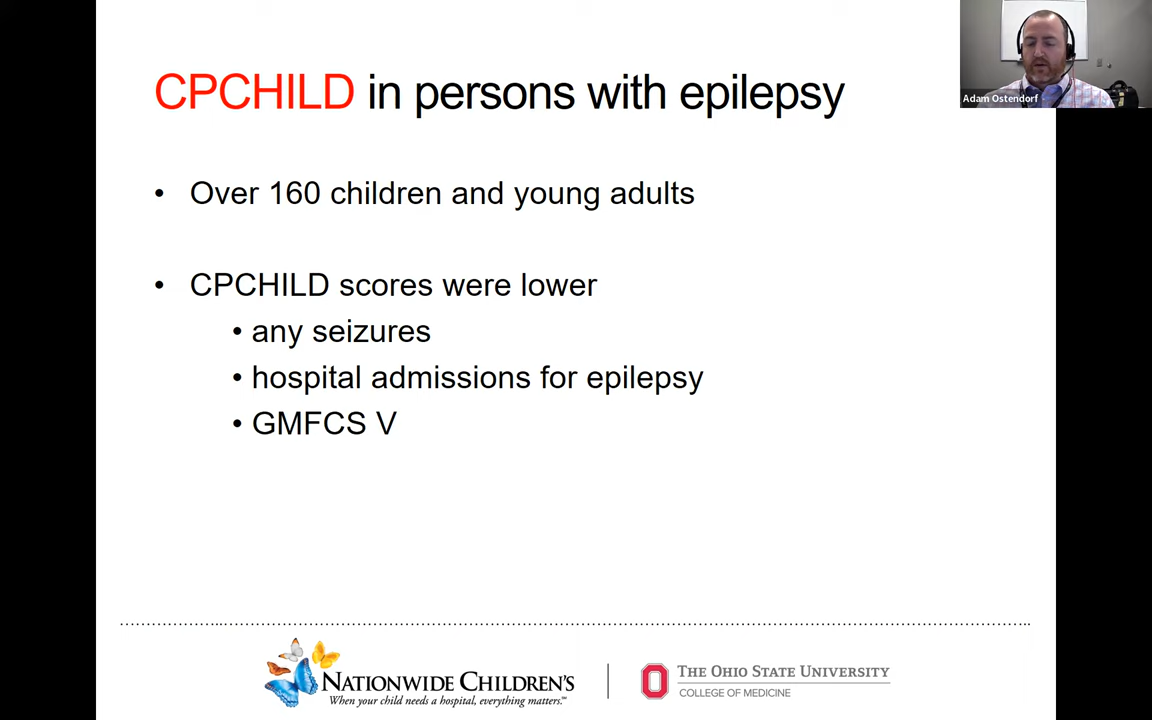 CPCHILD in persons with epilepsy
Adam Ostendorf
• Over 160 children and young adults
• CPCHILD scores were lower
• any seizures
• hospital admissions for epilepsy
• GMFCS V
NATIONWIDE CHILDREN'S
When your child needs a hospital, everything matters.™
THE OHIO STATE UNIVERSITY
COLLEGE OF MEDICINE